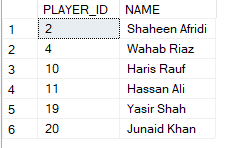 PLAYER_ID NAME
1 2 Shaheen Afridi
2 4 Wahab Riaz
3 10 Haris Rauf
4 11 Hassan Ali
5 19 Yasir Shah
6 20 Junaid Khan